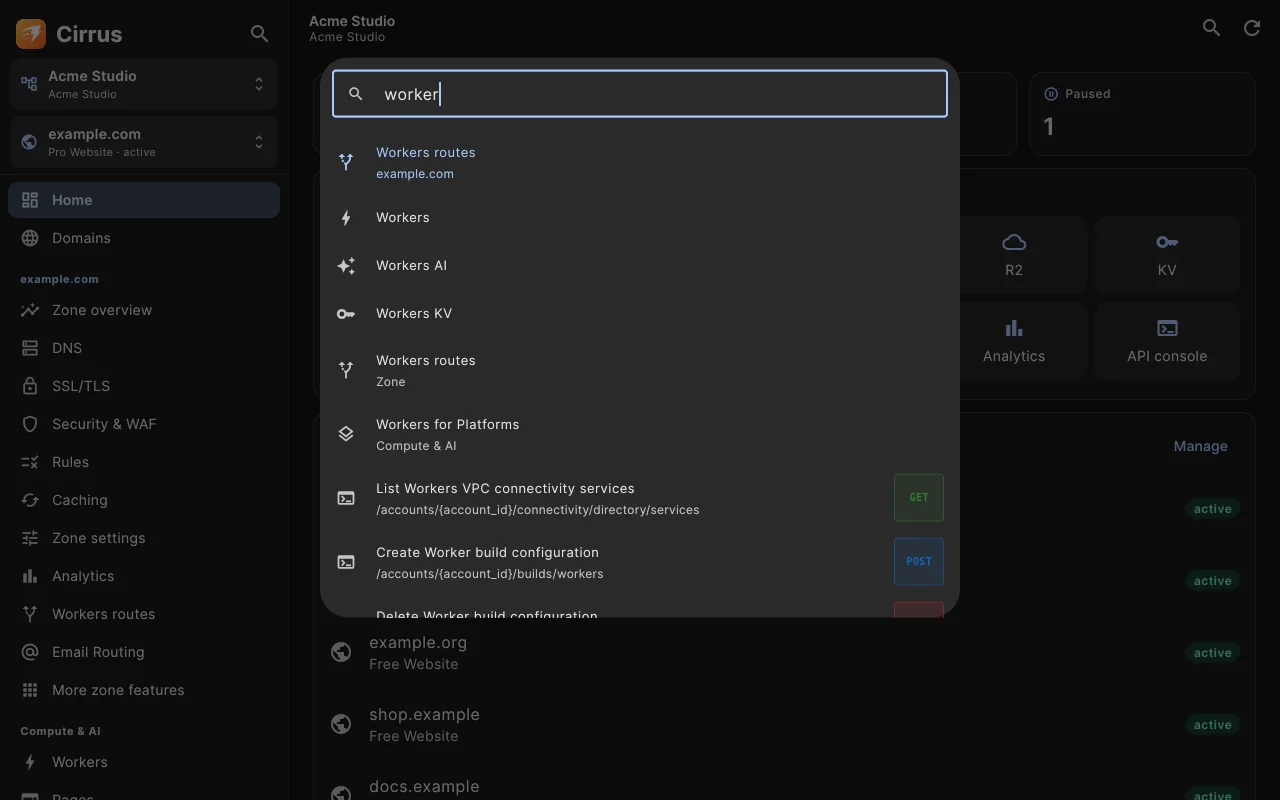 Cirrus
Acme Studio
Acme Studio
example.com
Pro Website · active
Home
Domains
example.com
Zone overview
DNS
SSL/TLS
Security & WAF
Rules
Caching
Zone settings
Analytics
Workers routes
Email Routing
More zone features
Compute & AI
Workers
Pages
Acme Studio
Acme Studio
worker
Workers routes
example.com
Workers
Workers AI
Workers KV
Workers routes
Zone
Workers for Platforms
Compute & AI
List Workers VPC connectivity services
/accounts/{account_id}/connectivity/directory/services
GET
Create Worker build configuration
/accounts/{account_id}/builds/workers
POST
Delete Worker build configuration
Paused
1
R2
KV
Analytics
API console
Manage
active
active
example.org
Free Website
active
shop.example
Free Website
active
docs.example
active